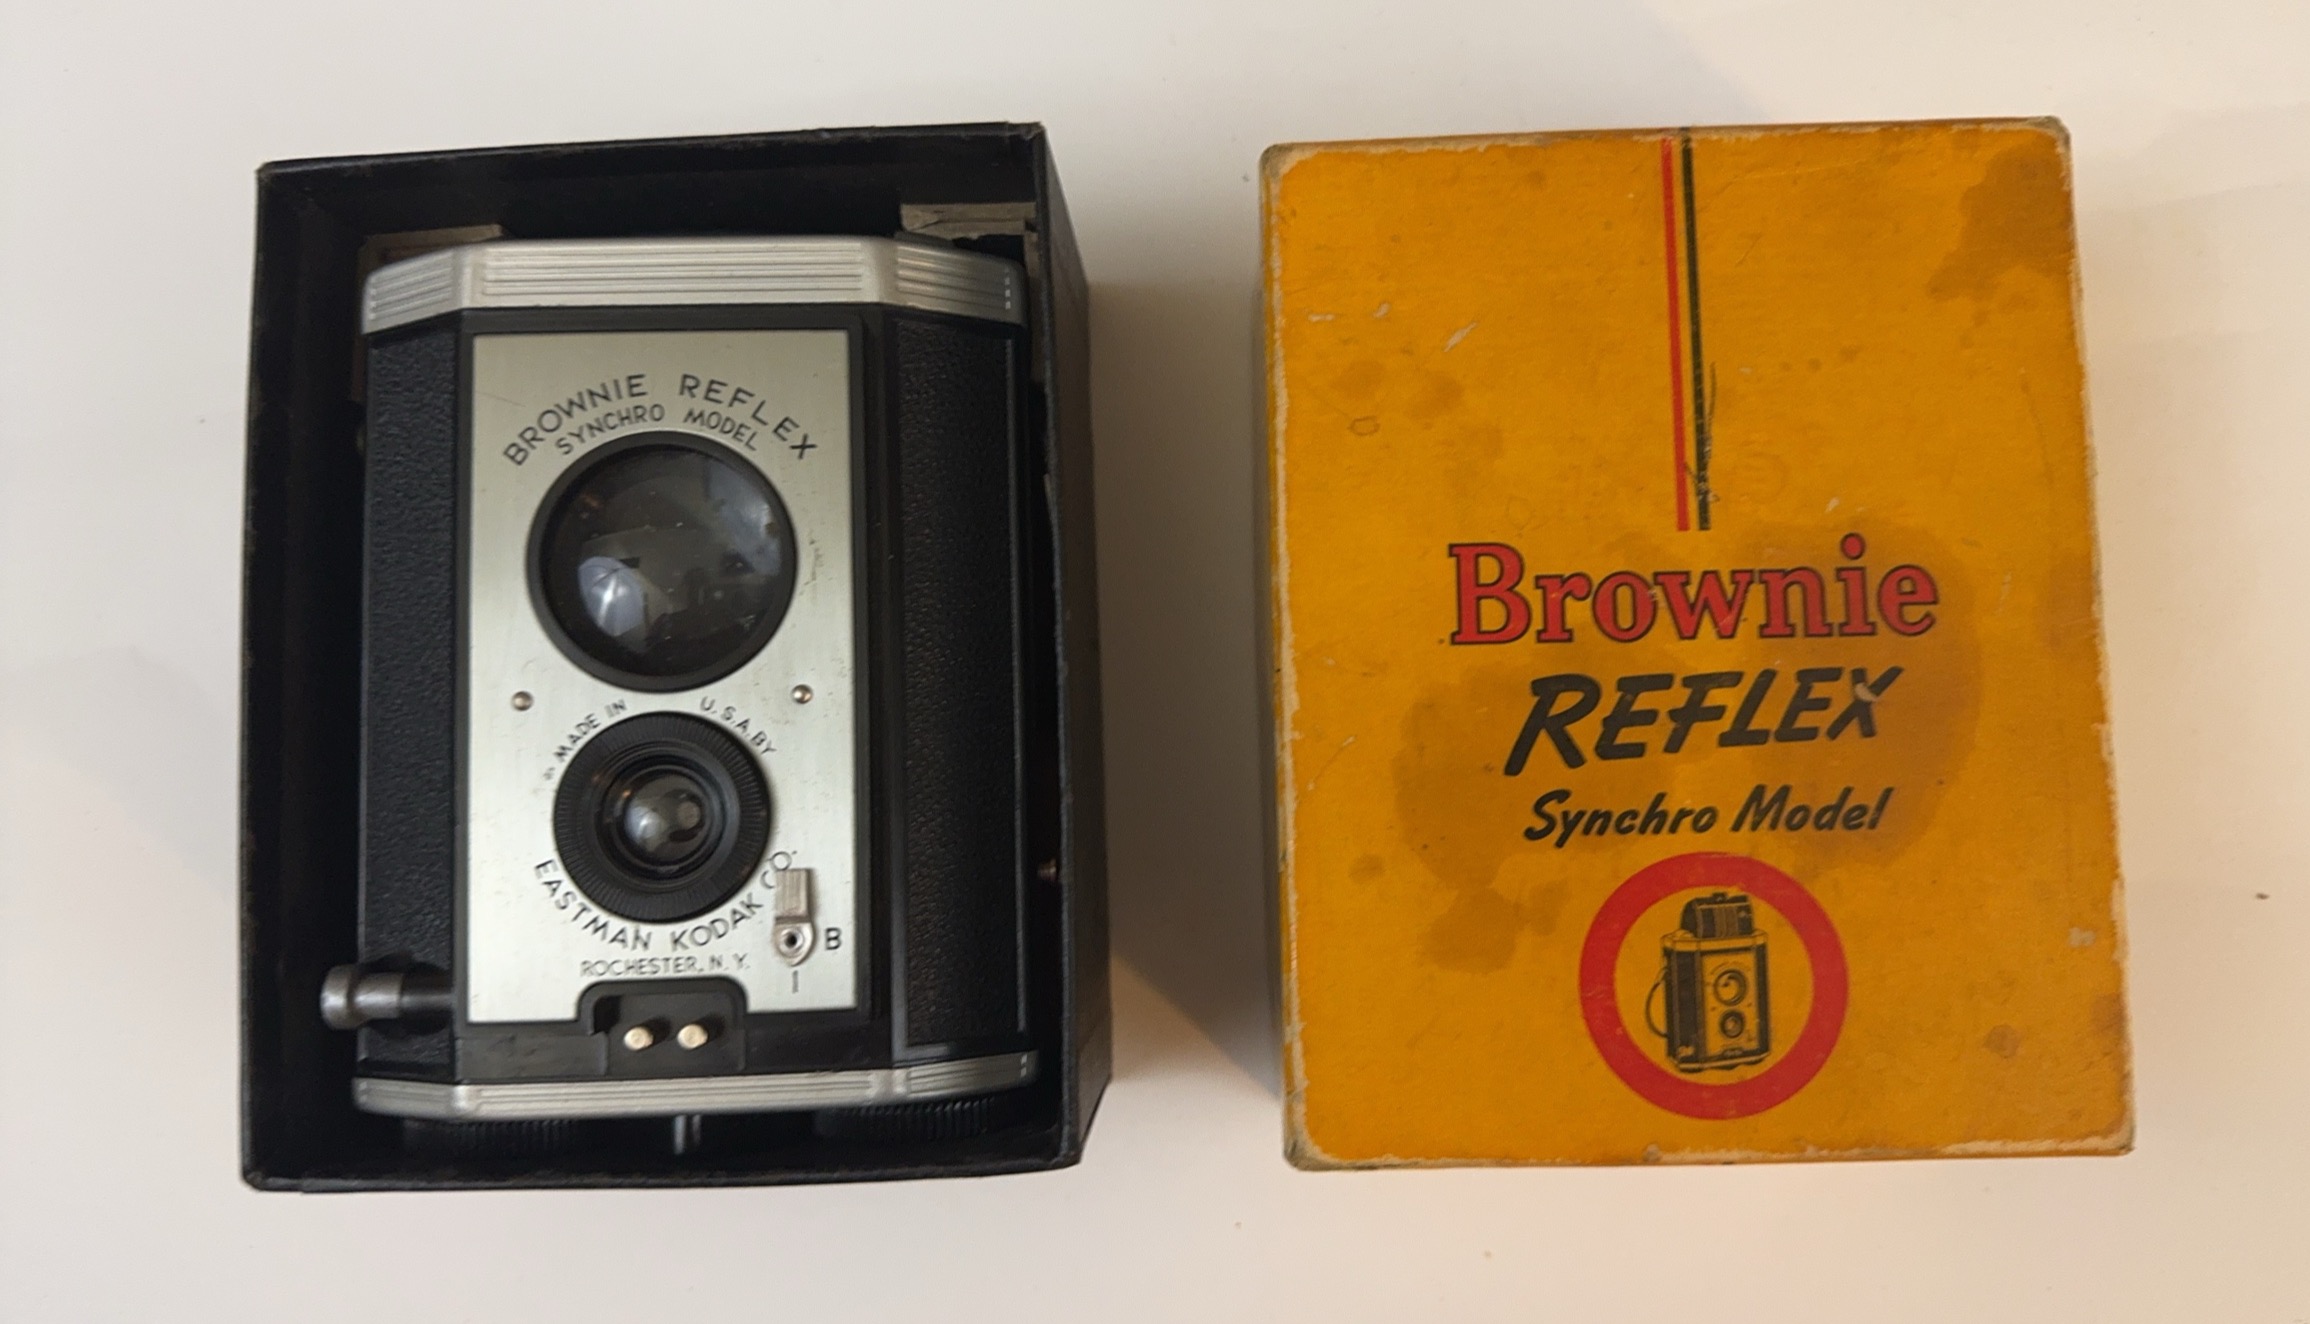 BROWNIE REFLEX
SYNCHRO MODEL
MADE IN U.S.A. BY
EASTMAN KODAK CO.
ROCHESTER, N.Y.
B
I
Brownie
REFLEX
Synchro Model